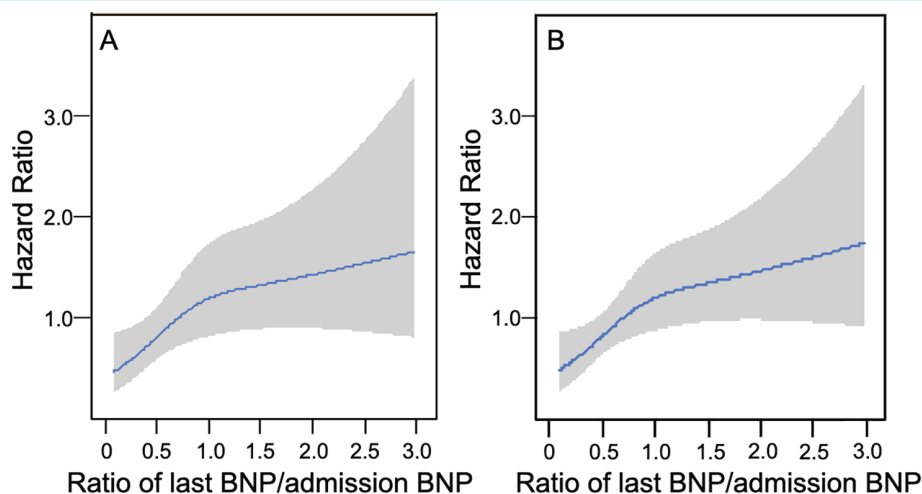 A
Hazard Ratio
3.0
2.0
1.0
0 0.5 1.0 1.5 2.0 2.5 3.0
Ratio of last BNP/admission BNP
B
Hazard Ratio
3.0
2.0
1.0
0 0.5 1.0 1.5 2.0 2.5 3.0
Ratio of last BNP/admission BNP